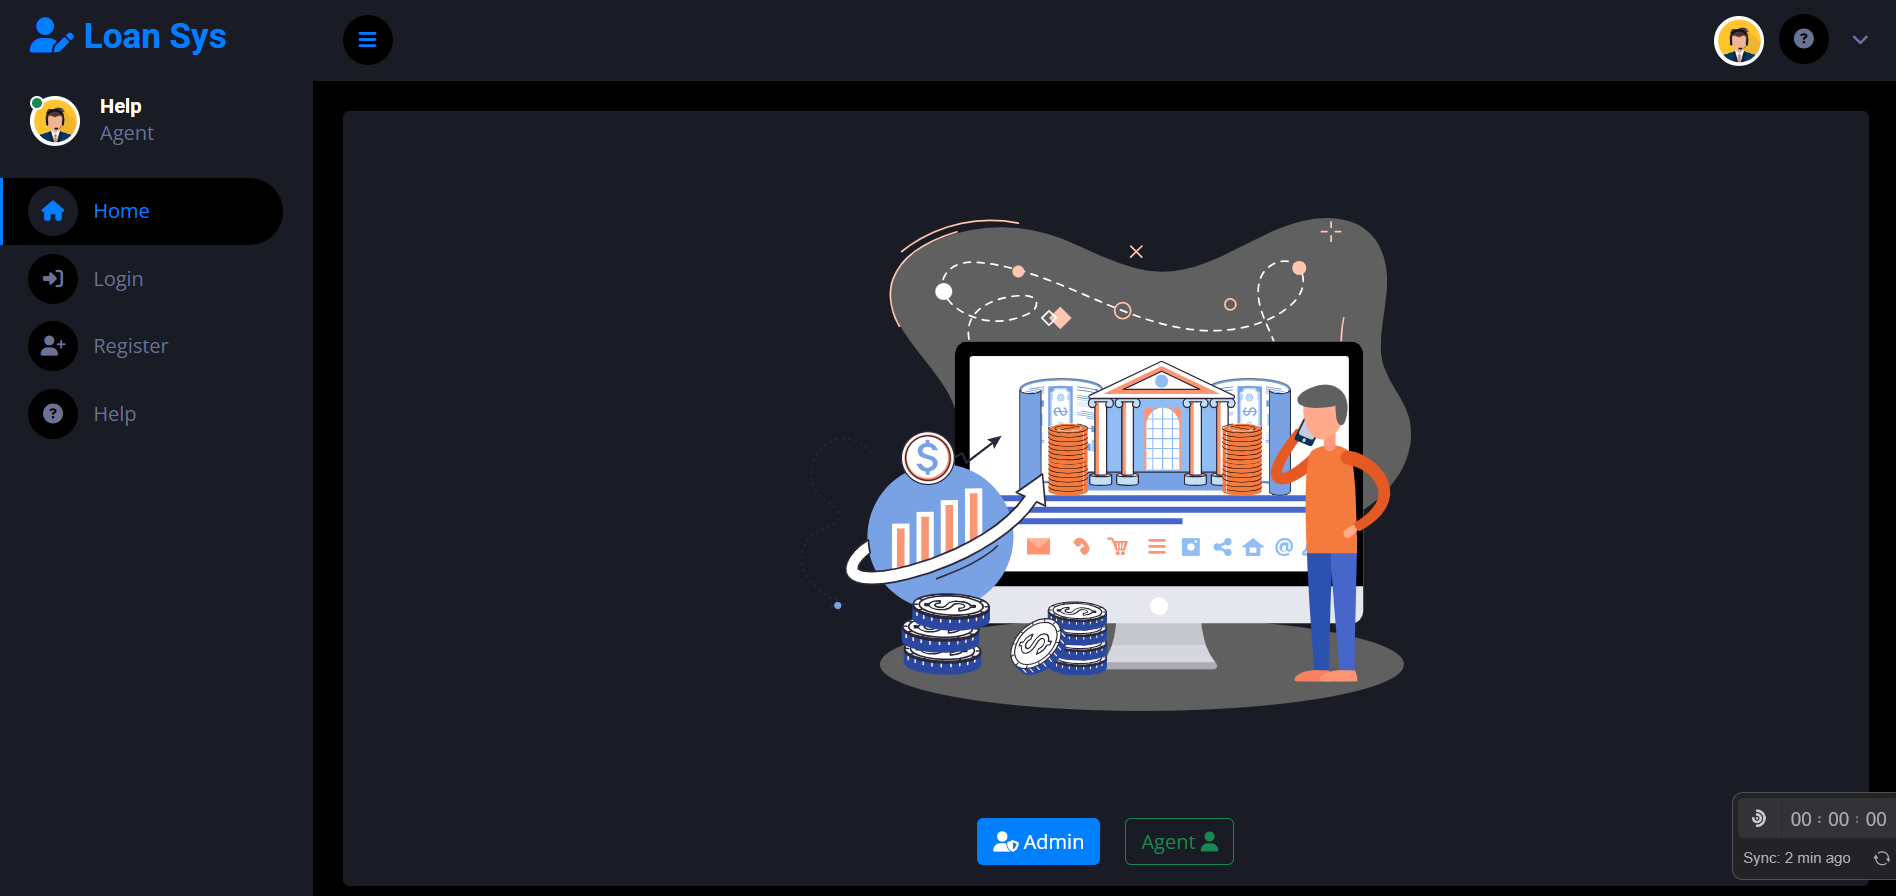 Loan Sys
Help
Agent
Home
Login
Register
Help
Admin
Agent
00 : 00 : 00
Sync: 2 min ago